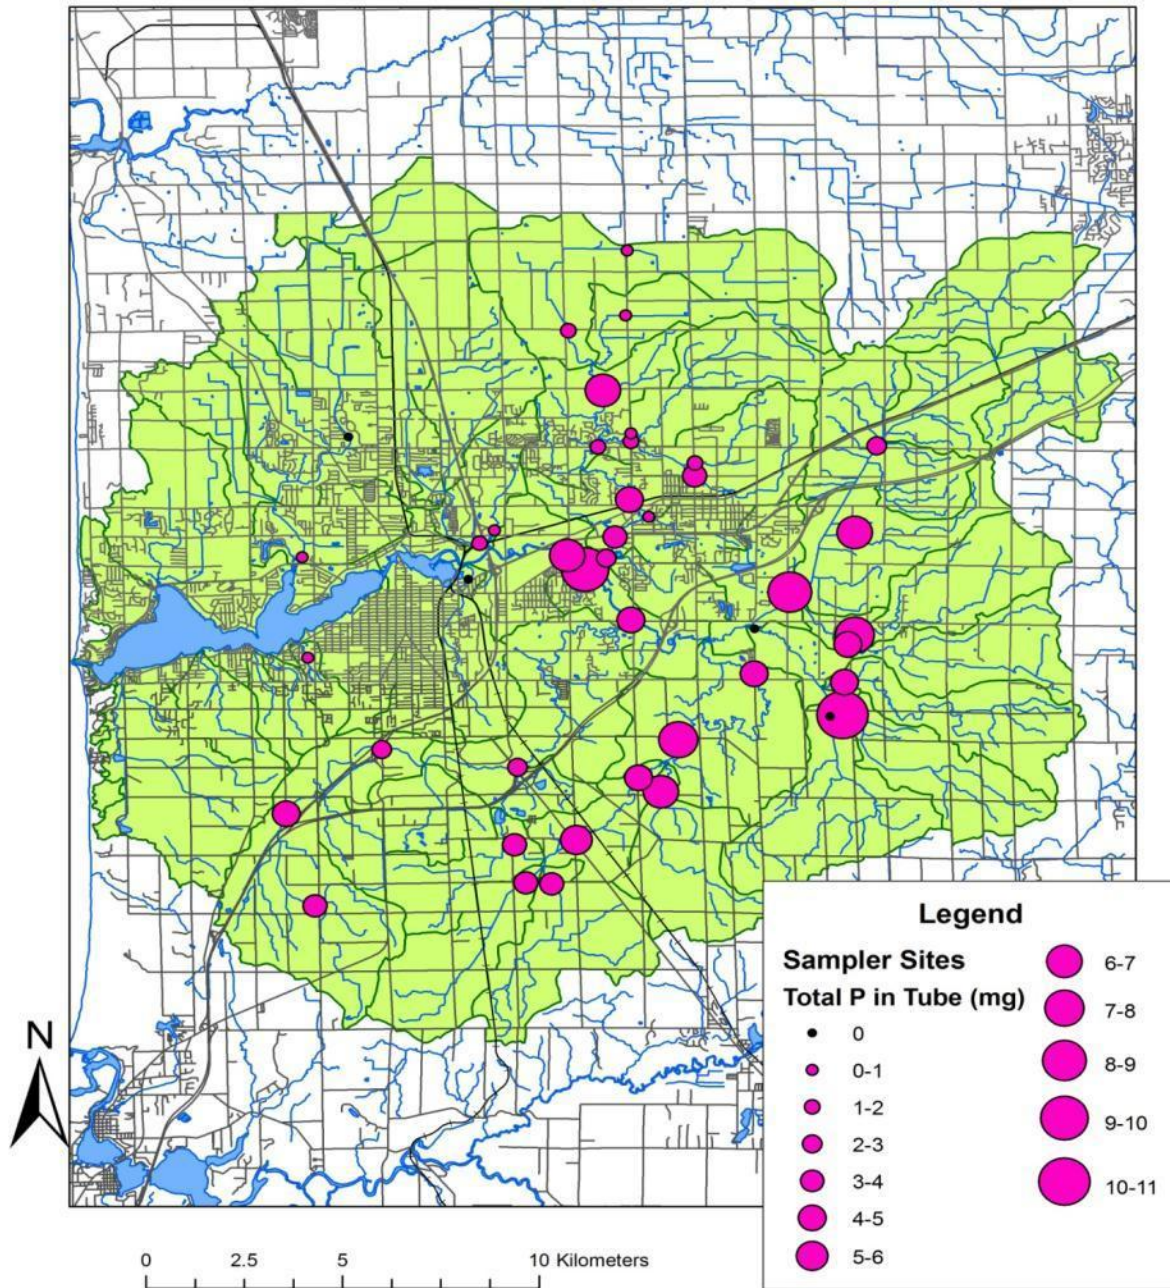 N
0 2.5 5 10 Kilometers
Legend
Sampler Sites
Total P in Tube (mg)
0
0-1
1-2
2-3
3-4
4-5
5-6
6-7
7-8
8-9
9-10
10-11